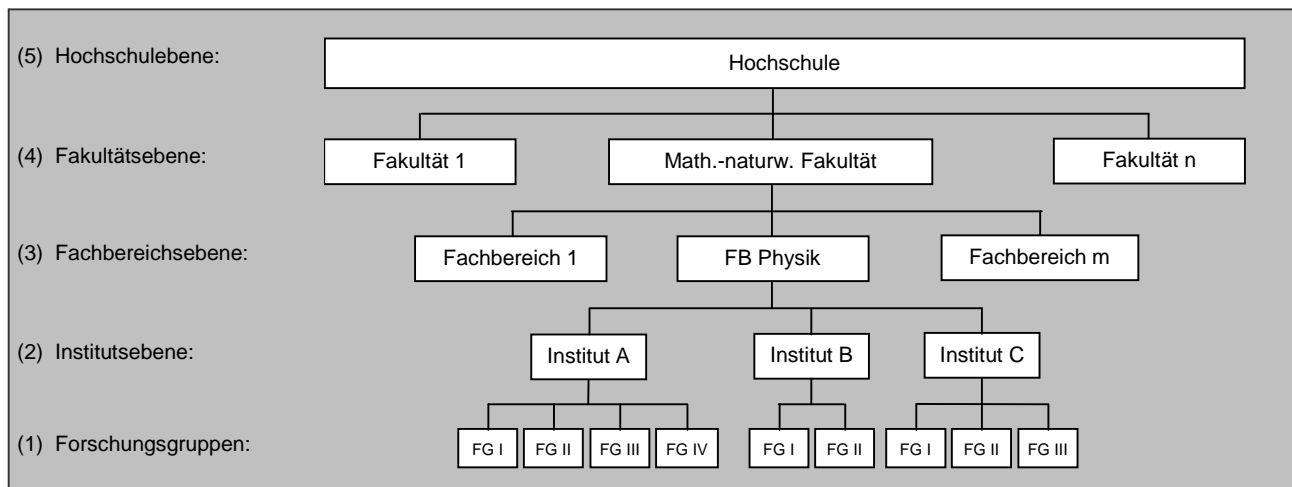 (5) Hochschulebene:
Hochschule
(4) Fakultätsebene:
Fakultät 1
Math.-naturw. Fakultät
Fakultät n
(3) Fachbereichsebene:
Fachbereich 1
FB Physik
Fachbereich m
(2) Institutsebene:
Institut A
Institut B
Institut C
(1) Forschungsgruppen:
FG I
FG II
FG III
FG IV
FG I
FG II
FG I
FG II
FG III